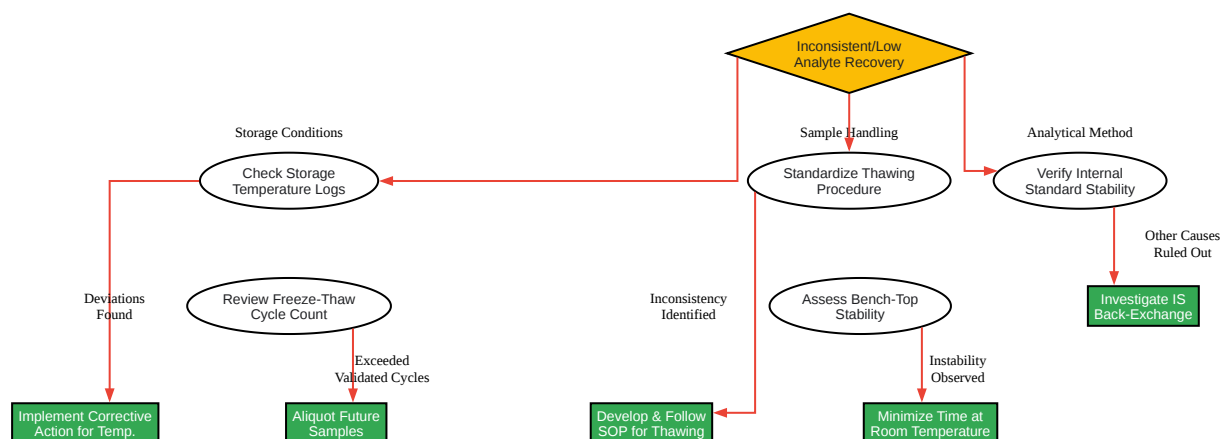 Inconsistent/Low
Analyte Recovery
Storage Conditions
Sample Handling
Analytical Method
Check Storage
Temperature Logs
Standardize Thawing
Procedure
Verify Internal
Standard Stability
Other Causes
Ruled Out
Deviations
Found
Review Freeze-Thaw
Cycle Count
Inconsistency
Identified
Assess Bench-Top
Stability
Investigate IS
Back-Exchange
Exceeded
Validated Cycles
Instability
Observed
Implement Corrective
Action for Temp.
Aliquot Future
Samples
Develop & Follow
SOP for Thawing
Minimize Time at
Room Temperature